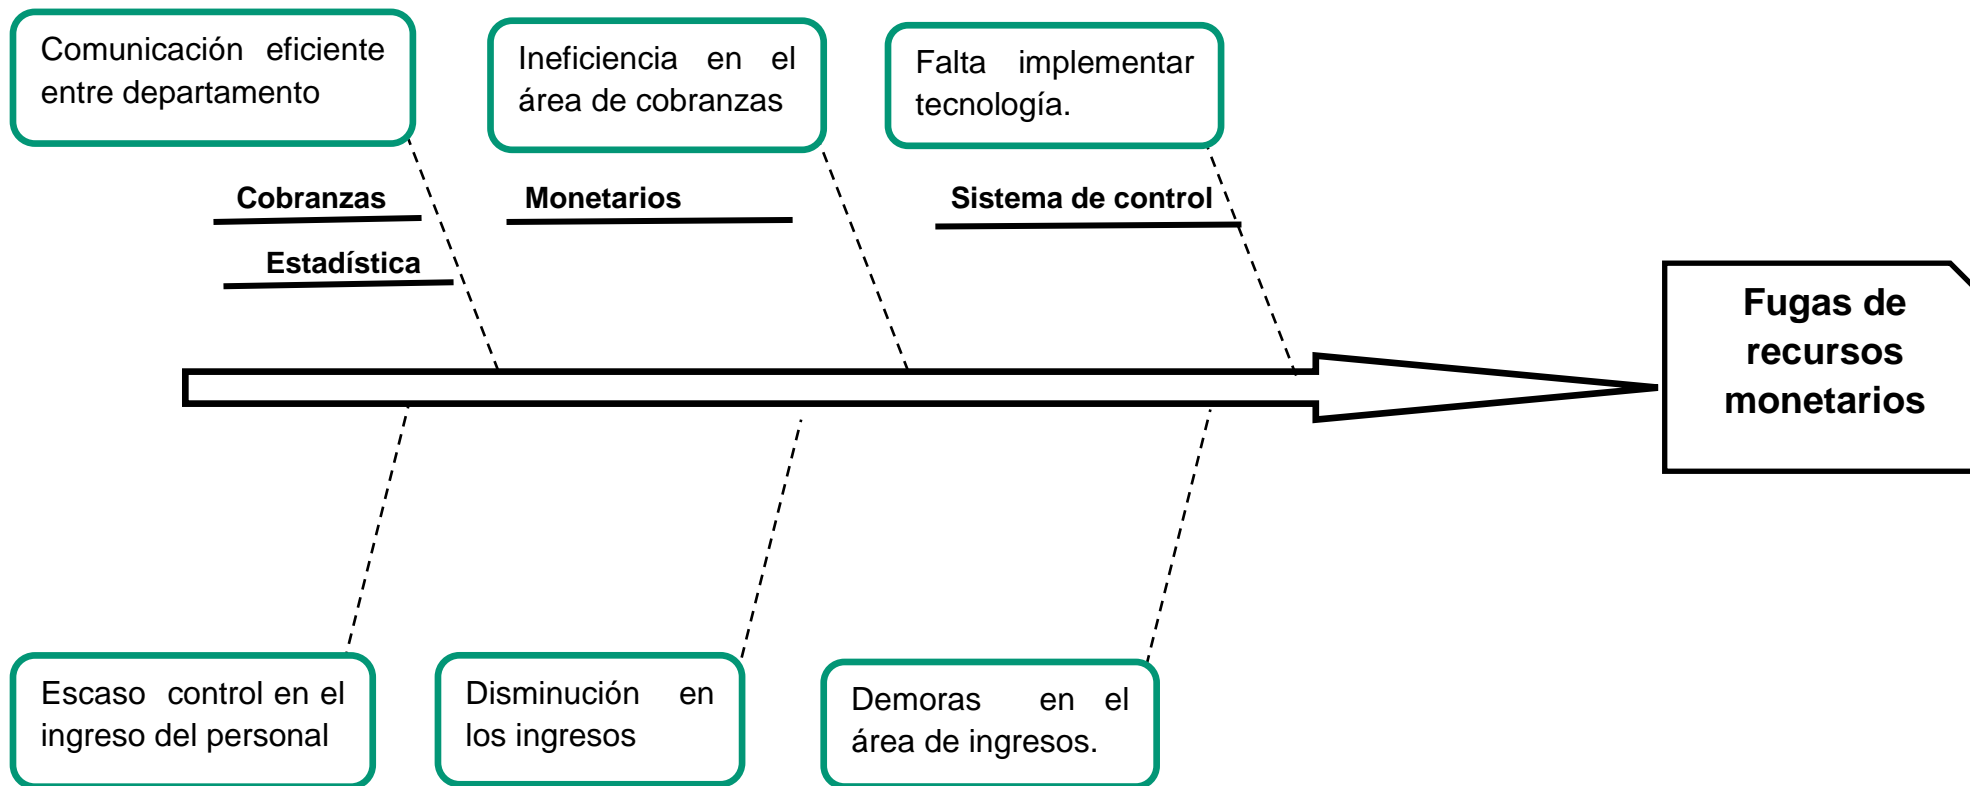 Comunicación eficiente
entre departamento
Ineficiencia en el
área de cobranzas
Falta implementar
tecnología.
Cobranzas
Estadística
Monetarios
Sistema de control
Fugas de
recursos
monetarios
Escaso control en el
ingreso del personal
Disminución en
los ingresos
Demoras en el
área de ingresos.